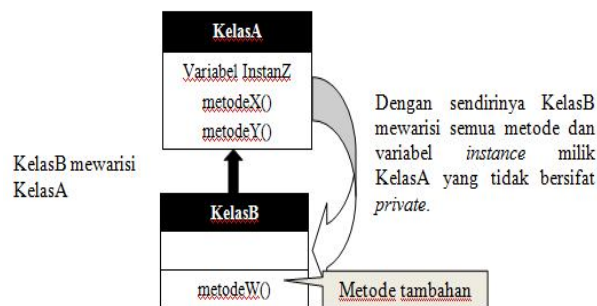 KelasA
Variabel InstanZ
metodeX()
metodeY()
Dengan sendirinya KelasB
mewarisi semua metode dan
variabel instance milik
KelasA yang tidak bersifat
private.
KelasB mewarisi
KelasA
KelasB
metodeW()
Metode tambahan